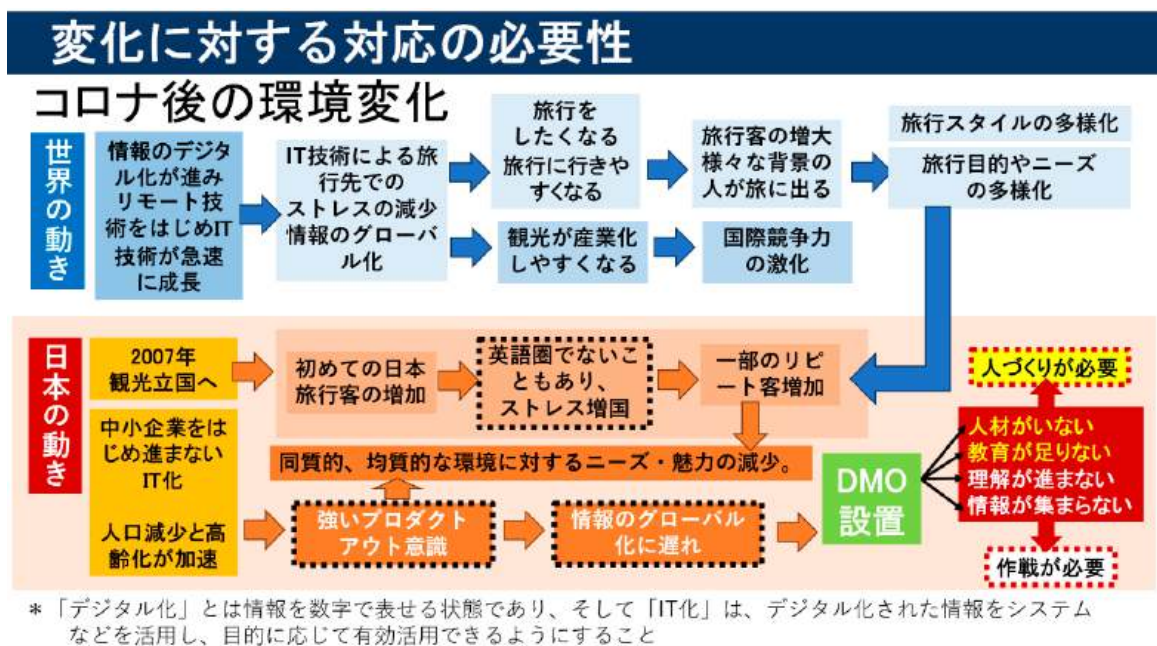 変化に対する対応の必要性
コロナ後の環境変化
世界の動き
情報のデジタ
ル化が進み
リモート技
術をはじめIT
技術が急速
に成長
IT技術による旅
行先での
ストレスの減少
情報のグローバ
ル化
旅行を
したくなる
旅行に行きや
すくなる
旅行客の増大
様々な背景の
人が旅に出る
旅行スタイルの多様化
旅行目的やニーズ
の多様化
観光が産業化
しやすくなる
国際競争力
の激化
日本の動き
2007年
観光立国へ
初めての日本
旅行客の増加
英語圏でないこ
ともあり、
ストレス増国
一部のリピ
ート客増加
中小企業をは
じめ進まない
IT化
人口減少と高
齢化が加速
同質的、均質的な環境に対するニーズ・魅力の減少。
強いプロダクト
アウト意識
情報のグローバル
化に遅れ
DMO
設置
人づくりが必要
人材がいない
教育が足りない
理解が進まない
情報が集まらない
作戦が必要
*「デジタル化」とは情報を数字で表せる状態であり、そして「IT化」は、デジタル化された情報をシステム
などを活用し、目的に応じて有効活用できるようにすること